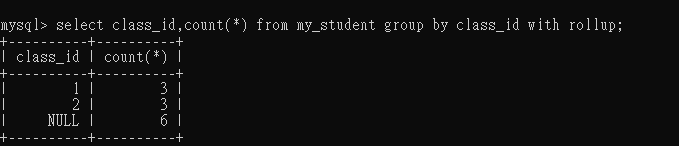 mysql> select class_id,count(*) from my_student group by class_id with rollup;
+----------+----------+
| class_id | count(*) |
+----------+----------+
|        1 |        3 |
|        2 |        3 |
|     NULL |        6 |
+----------+----------+